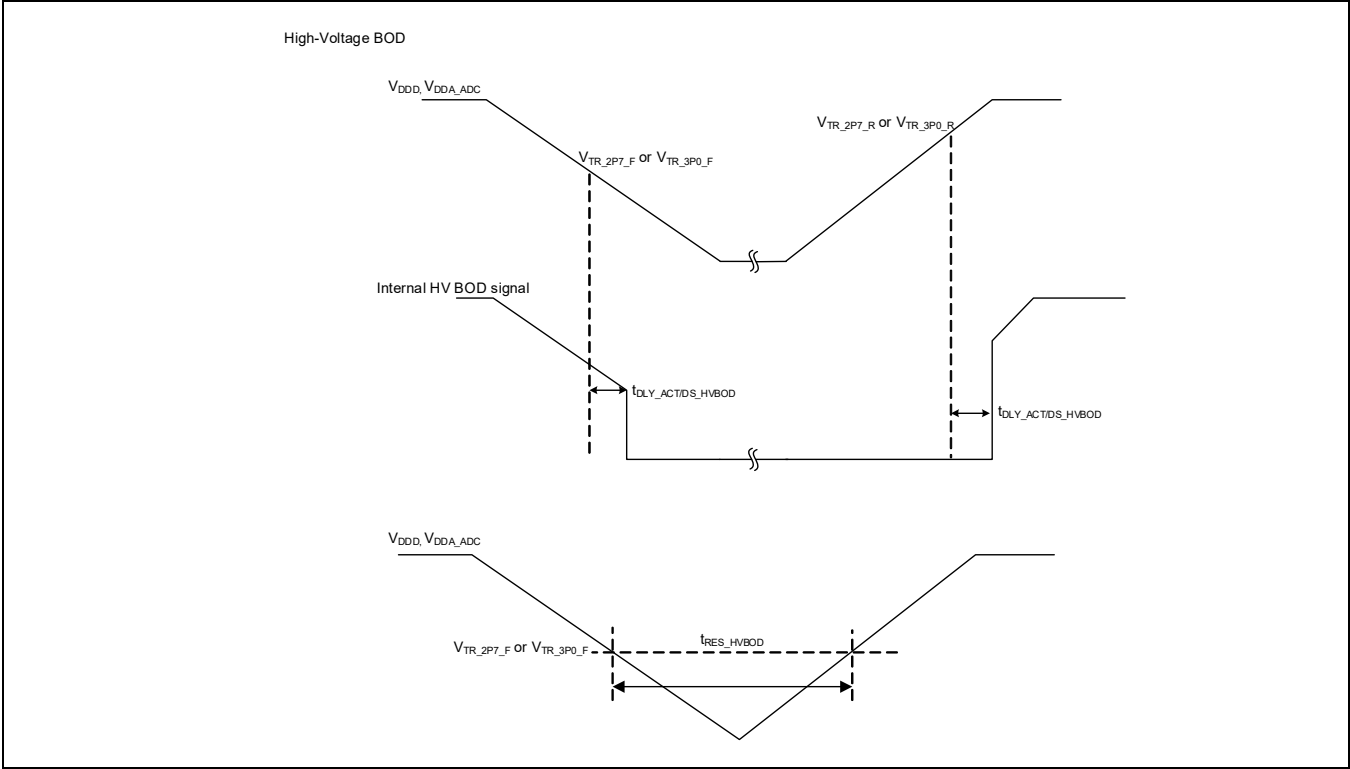 High-Voltage BOD
VDDD, VDDA_ADC
VTR_2P7_R or VTR_3P0_R
VTR_2P7_F or VTR_3P0_F
Internal HV BOD signal
tDLY_ACT/DS_HVBOD
tDLY_ACT/DS_HVBOD
VDDD, VDDA_ADC
VTR_2P7_F or VTR_3P0_F
tRES_HVBOD